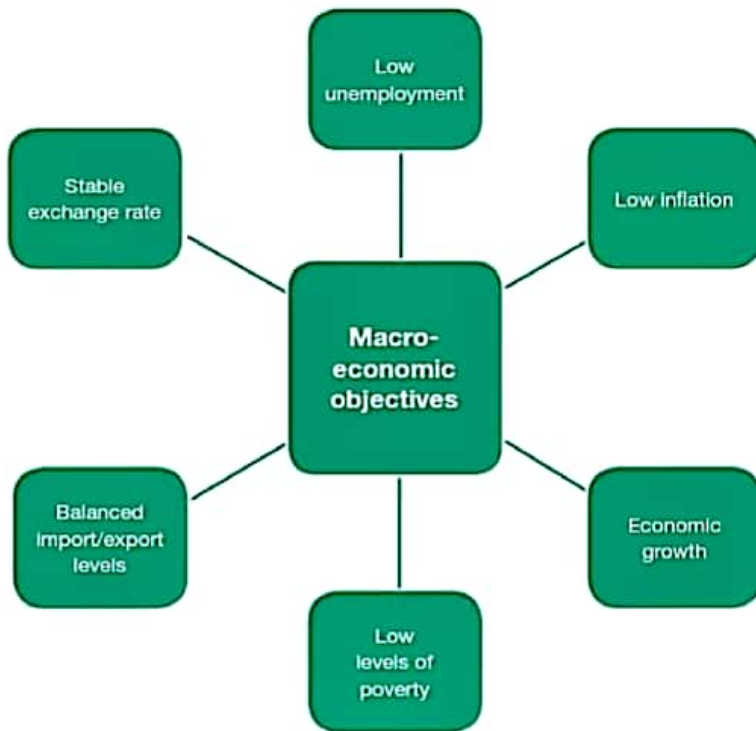 Low
unemployment
Stable
exchange rate
Low inflation
Macro-
economic
objectives
Balanced
import/export
levels
Economic
growth
Low
levels of
poverty